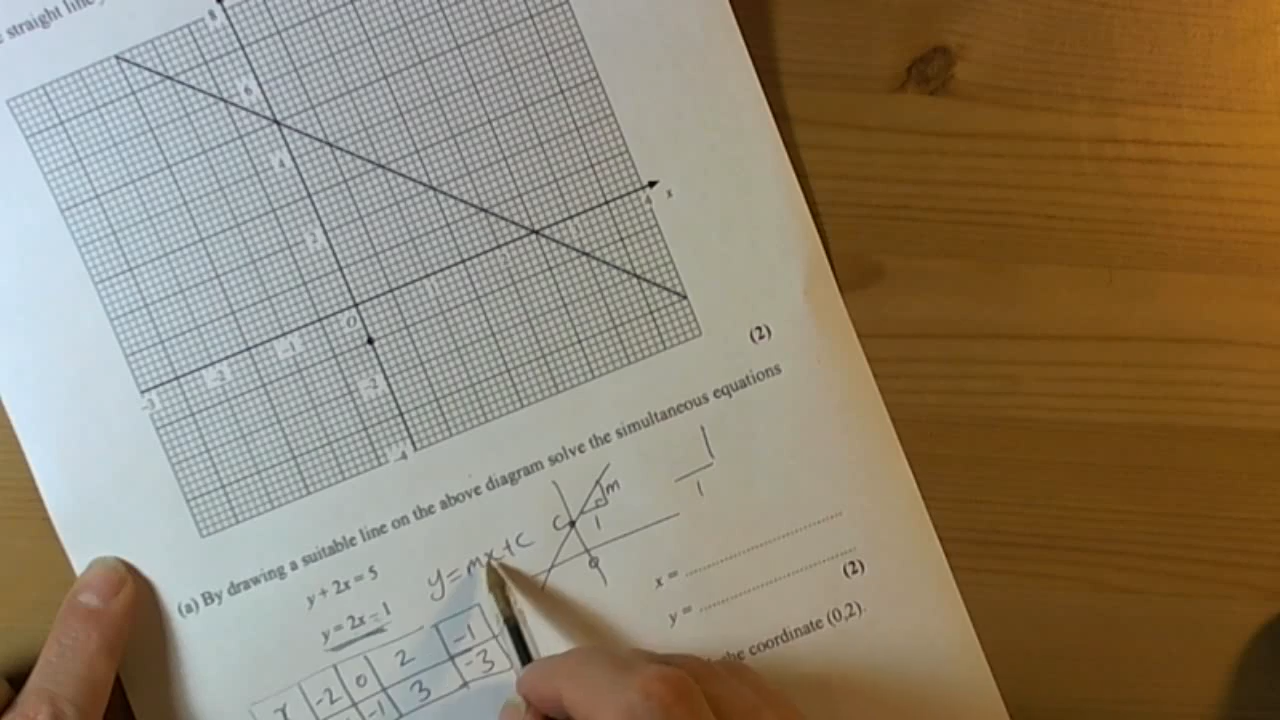 straight line
8
6
4
2
0
-1
-2
-3
-2
-4
4
x
(2)
(a) By drawing a suitable line on the above diagram solve the simultaneous equations
y + 2x = 5
y = 2x - 1
y = mx + c
c
m
1
0
1
x =
y =
(2)
the coordinate (0,2).
x -2 0 2 -1
-1 3 -3